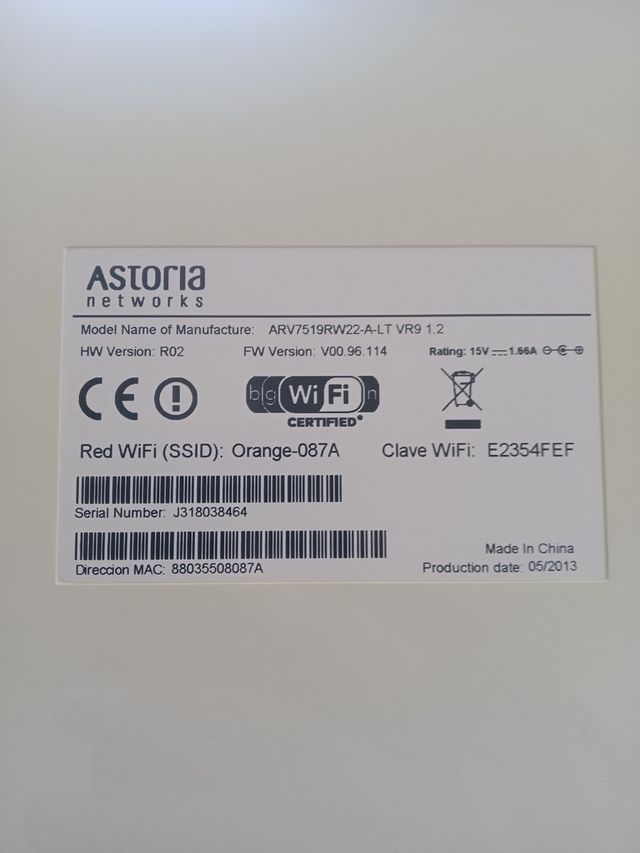 Astoria
networks
Model Name of Manufacture: ARV7519RW22-A-LT VR9 1.2
HW Version: R02 FW Version: V00.96.114 Rating: 15V 1.66A
CE
b g WiFi n
CERTIFIED
Red WiFi (SSID): Orange-087A Clave WiFi: E2354FEF
Serial Number: J318038464
Made In China
Direccion MAC: 88035508087A Production date: 05/2013